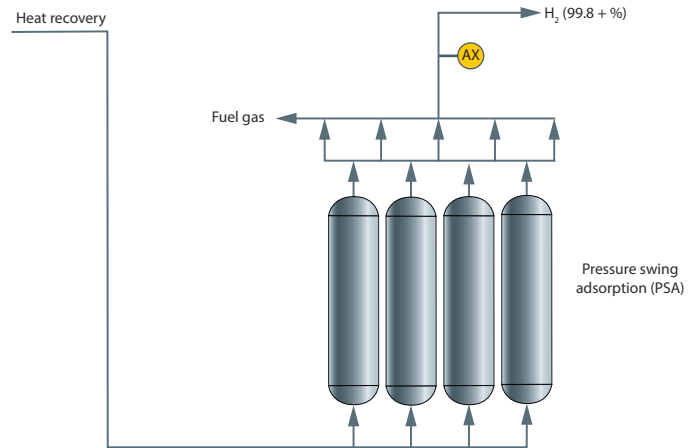 Heat recovery
H₂ (99.8 + %)
AX
Fuel gas
Pressure swing
adsorption (PSA)